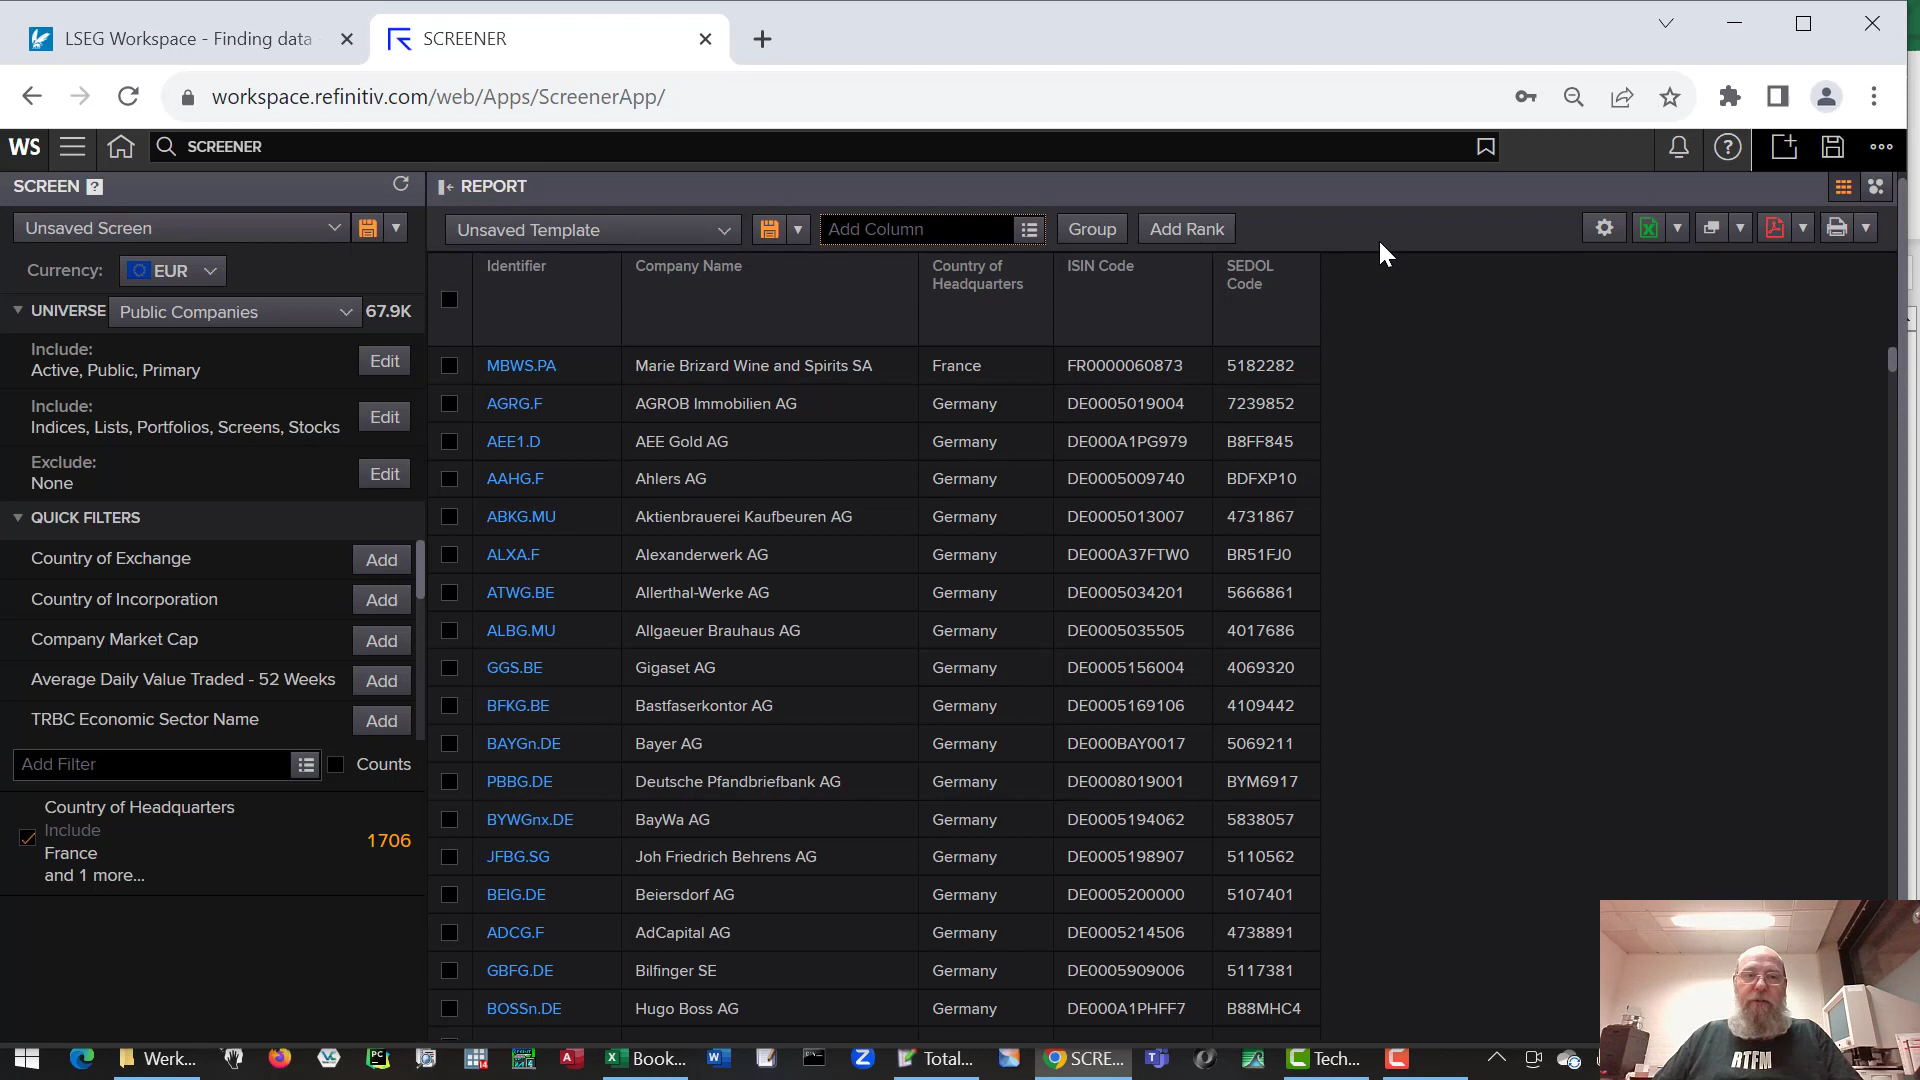 LSEG Workspace - Finding data
SCREENER
workspace.refinitiv.com/web/Apps/ScreenerApp/
WS
SCREENER
SCREEN ?
REPORT
Unsaved Screen
Unsaved Template
Add Column
Group
Add Rank
Currency:
EUR
UNIVERSE
Public Companies
67.9K
Include:
Active, Public, Primary
Edit
Include:
Indices, Lists, Portfolios, Screens, Stocks
Edit
Exclude:
None
Edit
QUICK FILTERS
Country of Exchange
Add
Country of Incorporation
Add
Company Market Cap
Add
Average Daily Value Traded - 52 Weeks
Add
TRBC Economic Sector Name
Add
Add Filter
Counts
Country of Headquarters
Include
France
and 1 more...
1706
Identifier Company Name Country of Headquarters ISIN Code SEDOL Code
MBWS.PA Marie Brizard Wine and Spirits SA France FR0000060873 5182282
AGRG.F AGROB Immobilien AG Germany DE0005019004 7239852
AEE1.D AEE Gold AG Germany DE000A1PG979 B8FF845
AAHG.F Ahlers AG Germany DE0005009740 BDFXP10
ABKG.MU Aktienbrauerei Kaufbeuren AG Germany DE0005013007 4731867
ALXA.F Alexanderwerk AG Germany DE000A37FTW0 BR51FJ0
ATWG.BE Allerthal-Werke AG Germany DE0005034201 5666861
ALBG.MU Allgaeuer Brauhaus AG Germany DE0005035505 4017686
GGS.BE Gigaset AG Germany DE0005156004 4069320
BFKG.BE Bastfaserkontor AG Germany DE0005169106 4109442
BAYGn.DE Bayer AG Germany DE000BAY0017 5069211
PBBG.DE Deutsche Pfandbriefbank AG Germany DE0008019001 BYM6917
BYWGnx.DE BayWa AG Germany DE0005194062 5838057
JFBG.SG Joh Friedrich Behrens AG Germany DE0005198907 5110562
BEIG.DE Beiersdorf AG Germany DE0005200000 5107401
ADCG.F AdCapital AG Germany DE0005214506 4738891
GBFG.DE Bilfinger SE Germany DE0005909006 5117381
BOSSn.DE Hugo Boss AG Germany DE000A1PHFF7 B88MHC4
RTFM
Werk...
Book...
Total...
SCRE...
Tech...